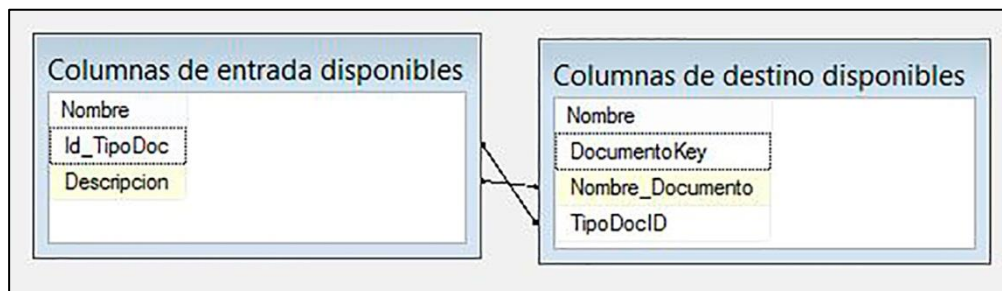 Columnas de entrada disponibles
Nombre
Id_TipoDoc
Descripcion
Columnas de destino disponibles
Nombre
DocumentoKey
Nombre_Documento
TipoDocID